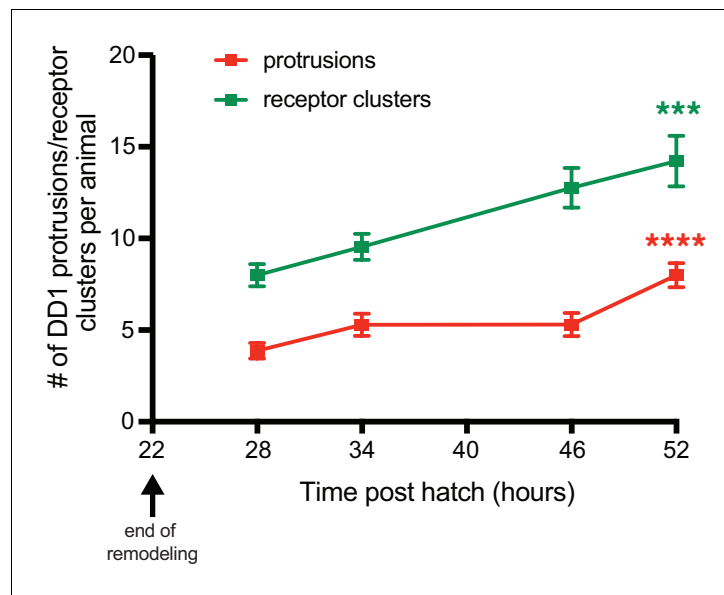 # of DD1 protrusions/receptor
clusters per animal
20
15
10
5
0
protrusions
receptor clusters
***
****
22
28
34
40
46
52
Time post hatch (hours)
end of
remodeling